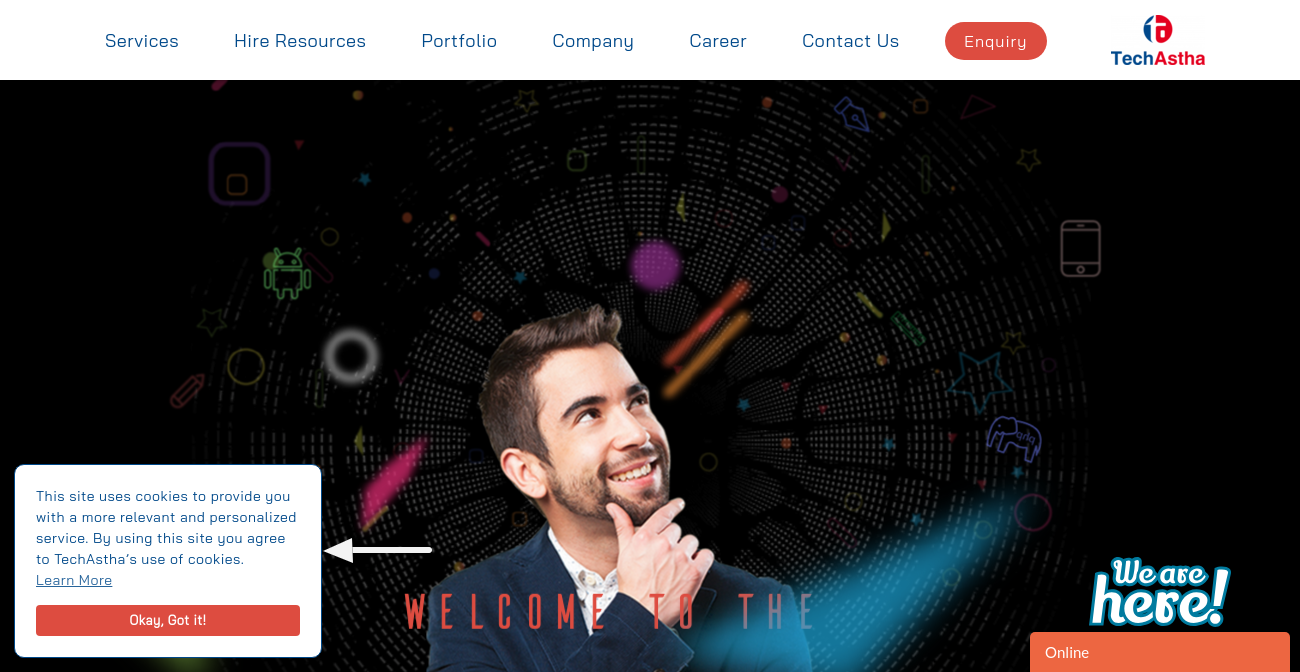 Services Hire Resources Portfolio Company Career Contact Us Enquiry
TechAstha
This site uses cookies to provide you
with a more relevant and personalized
service. By using this site you agree
to TechAstha's use of cookies.
Learn More
Okay, Got it!
WELCOME TO THE
We are
here!
Online
php